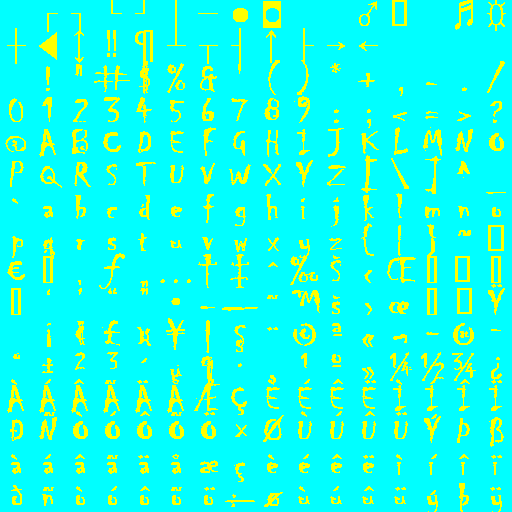 ! " # $ % & ' ( ) * + , - . /
0 1 2 3 4 5 6 7 8 9 : ; < = > ?
@ A B C D E F G H I J K L M N O
P Q R S T U V W X Y Z [ \ ] ^ _
` a b c d e f g h i j k l m n o
p q r s t u v w x y z { | } ~
€ ‚ ƒ „ … † ‡ ˆ ‰ Š ‹ Œ
‘ ’ “ ” • – — ˜ ™ š › œ Ÿ
¡ ¢ £ ¤ ¥ ¦ § ¨ © ª « ¬ - ® ¯
° ± 2 3 ´ µ ¶ · ¸ 1 º » ¼ ½ ¾ ¿
À Á Â Ã Ä Å Æ Ç È É Ê Ë Ì Í Î Ï
Ð Ñ Ò Ó Ô Õ Ö × Ø Ù Ú Û Ü Ý Þ ß
à á â ã ä å æ ç è é ê ë ì í î ï
ð ñ ò ó ô õ ö ÷ ø ù ú û ü ý þ ÿ